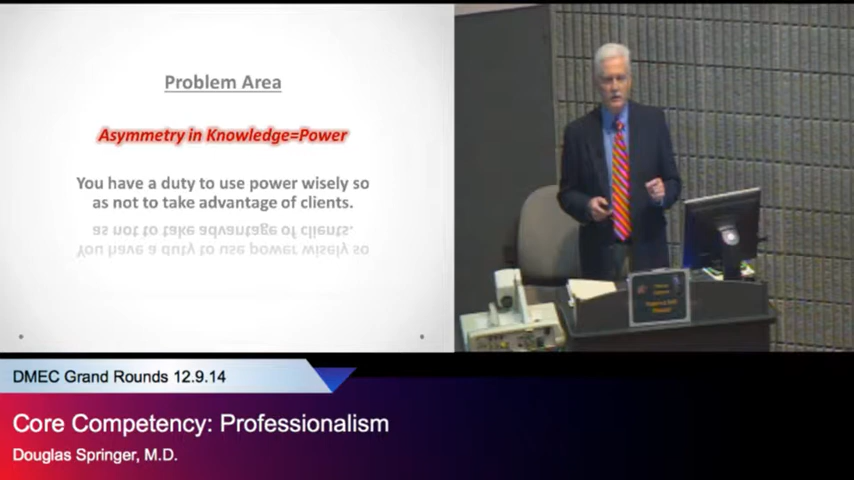 Problem Area
Asymmetry in Knowledge=Power
You have a duty to use power wisely so
as not to take advantage of clients.
DMEC Grand Rounds 12.9.14
Core Competency: Professionalism
Douglas Springer, M.D.